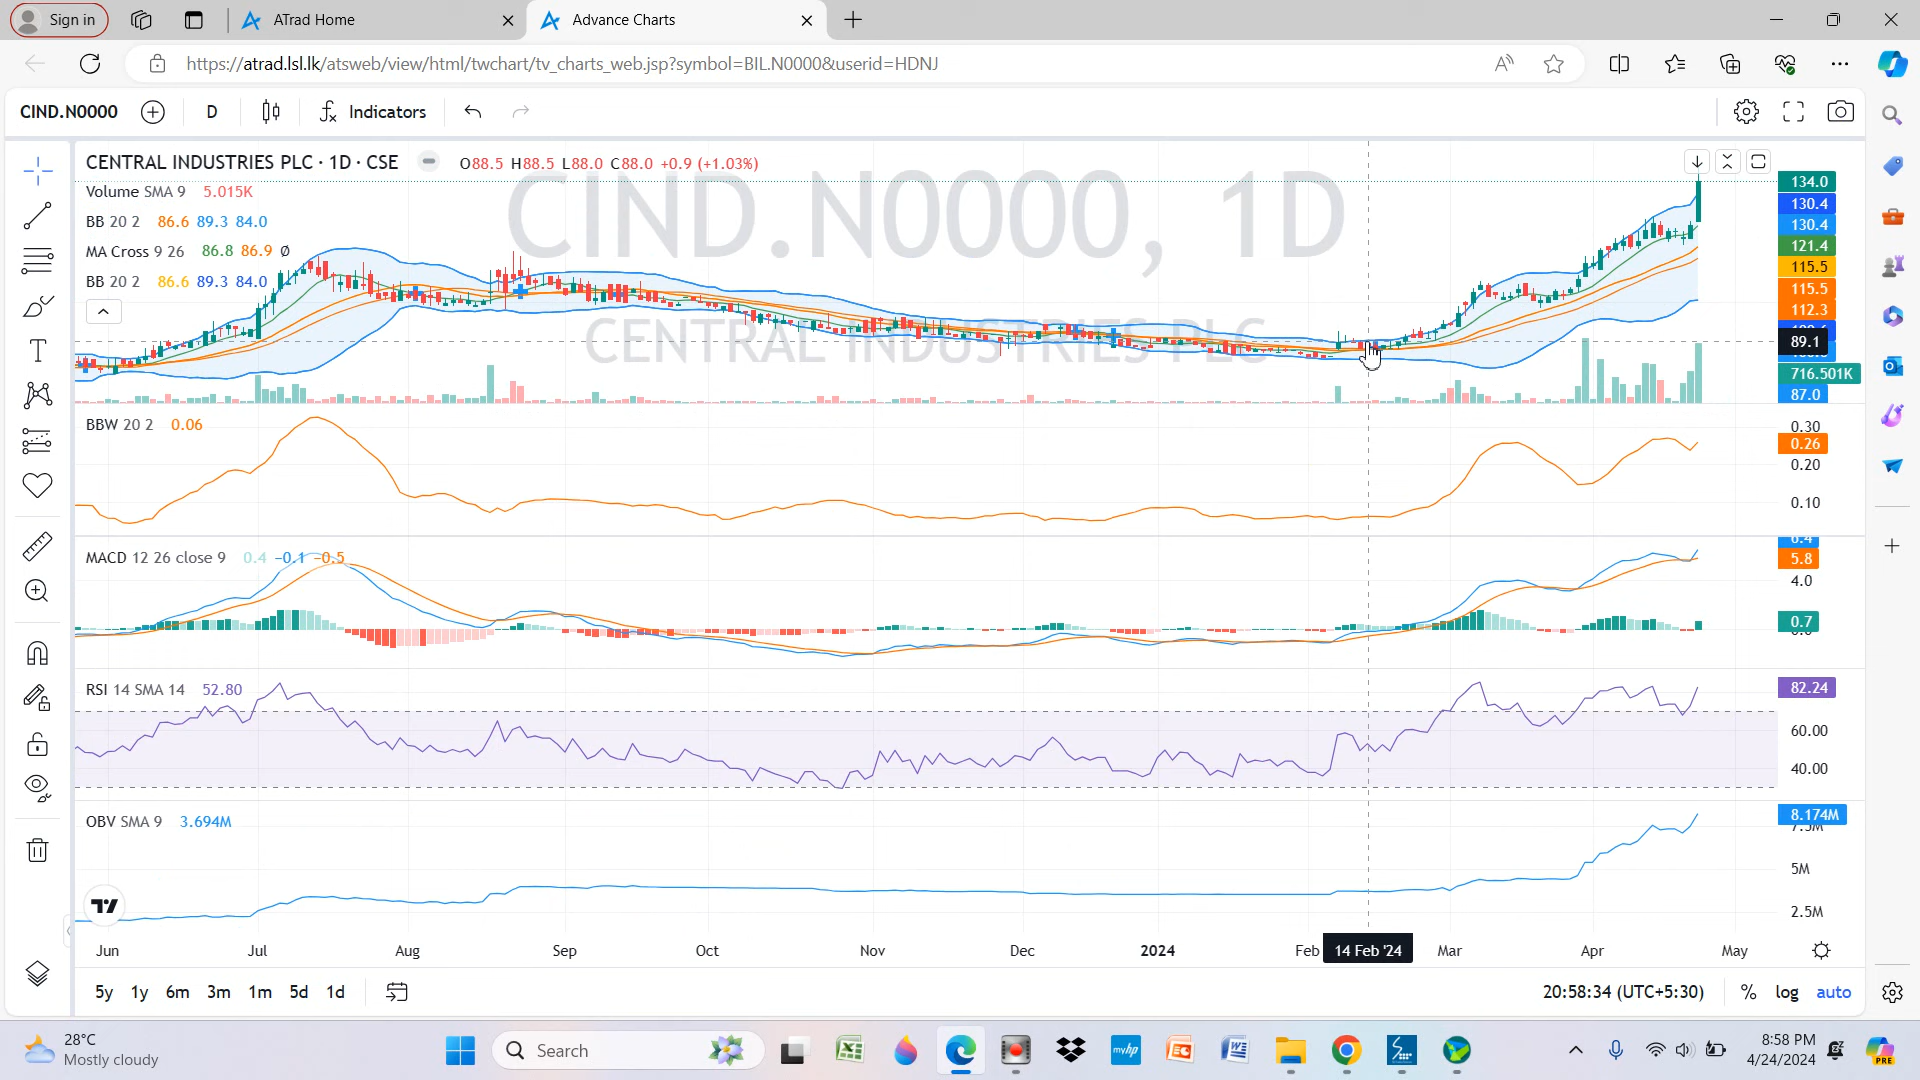 Sign in
ATrad Home
Advance Charts
https://atrad.lsl.lk/atsweb/view/html/twchart/tv_charts_web.jsp?symbol=BIL.N0000&userid=HDNJ
CIND.N0000 D Indicators
CENTRAL INDUSTRIES PLC · 1D · CSE O88.5 H88.5 L88.0 C88.0 +0.9 (+1.03%)
CIND.N0000, 1D
CENTRAL INDUSTRIES PLC
Volume SMA 9 5.015K
BB 20 2 86.6 89.3 84.0
MA Cross 9 26 86.8 86.9 Ø
BB 20 2 86.6 89.3 84.0
134.0
130.4
130.4
121.4
115.5
115.5
112.3
89.1
716.501K
87.0
BBW 20 2 0.06
0.30
0.26
0.20
0.10
MACD 12 26 close 9 0.4 −0.1 −0.5
6.4
5.8
4.0
0.7
RSI 14 SMA 14 52.80
82.24
60.00
40.00
OBV SMA 9 3.694M
8.174M
7.5M
5M
2.5M
Jun Jul Aug Sep Oct Nov Dec 2024 Feb 14 Feb '24 Mar Apr May
5y 1y 6m 3m 1m 5d 1d
20:58:34 (UTC+5:30) % log auto
28°C
Mostly cloudy
Search
8:58 PM
4/24/2024
PRE